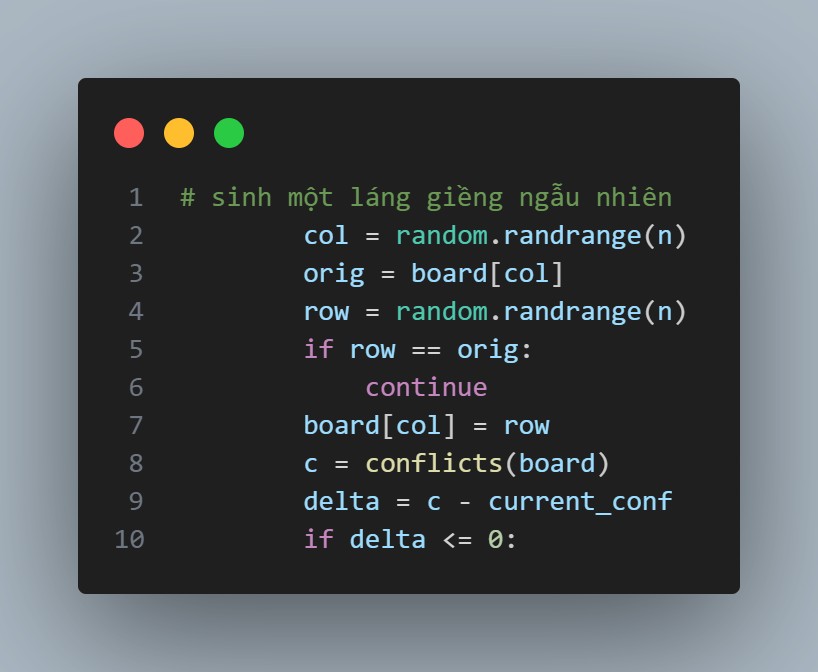 1 # sinh một láng giềng ngẫu nhiên
2         col = random.randrange(n)
3         orig = board[col]
4         row = random.randrange(n)
5         if row == orig:
6             continue
7         board[col] = row
8         c = conflicts(board)
9         delta = c - current_conf
10         if delta <= 0: